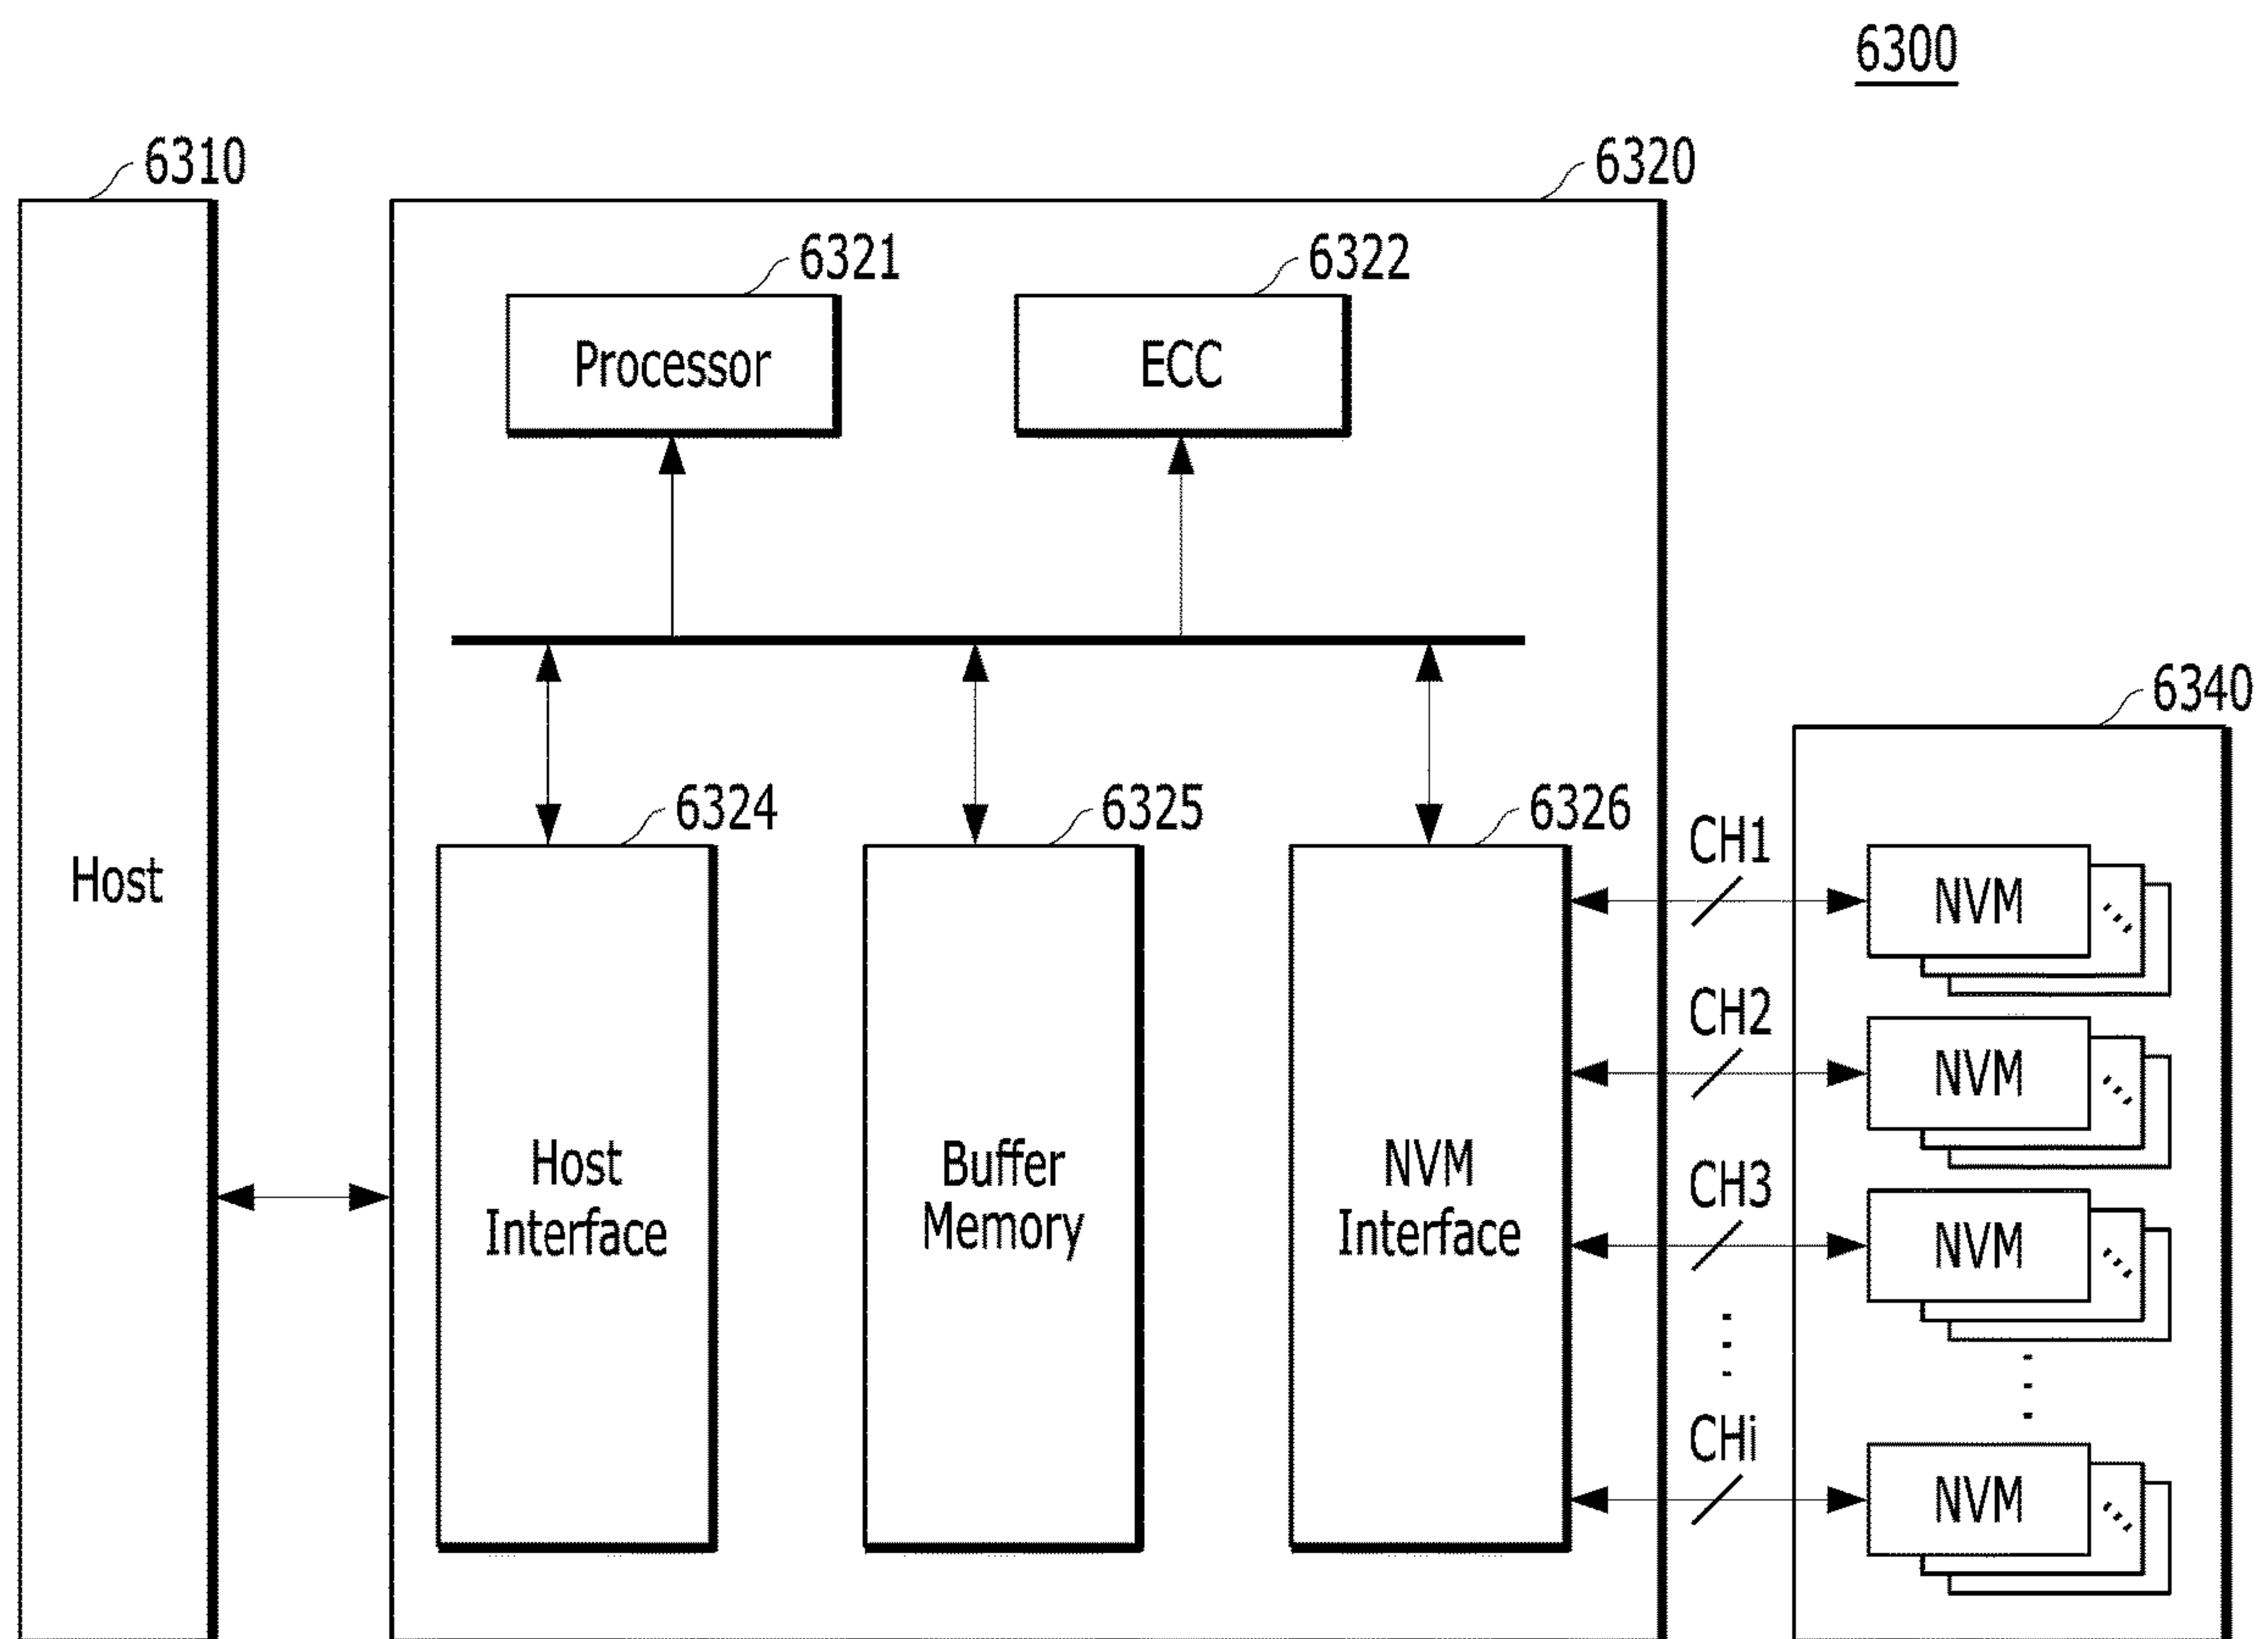 6300
6310
6320
6321
6322
Processor
ECC
6340
6324
6325
6326
CH1
Host
NVM
CH2
NVM
Host
Interface
Buffer
Memory
NVM
Interface
CH3
NVM
CHi
NVM